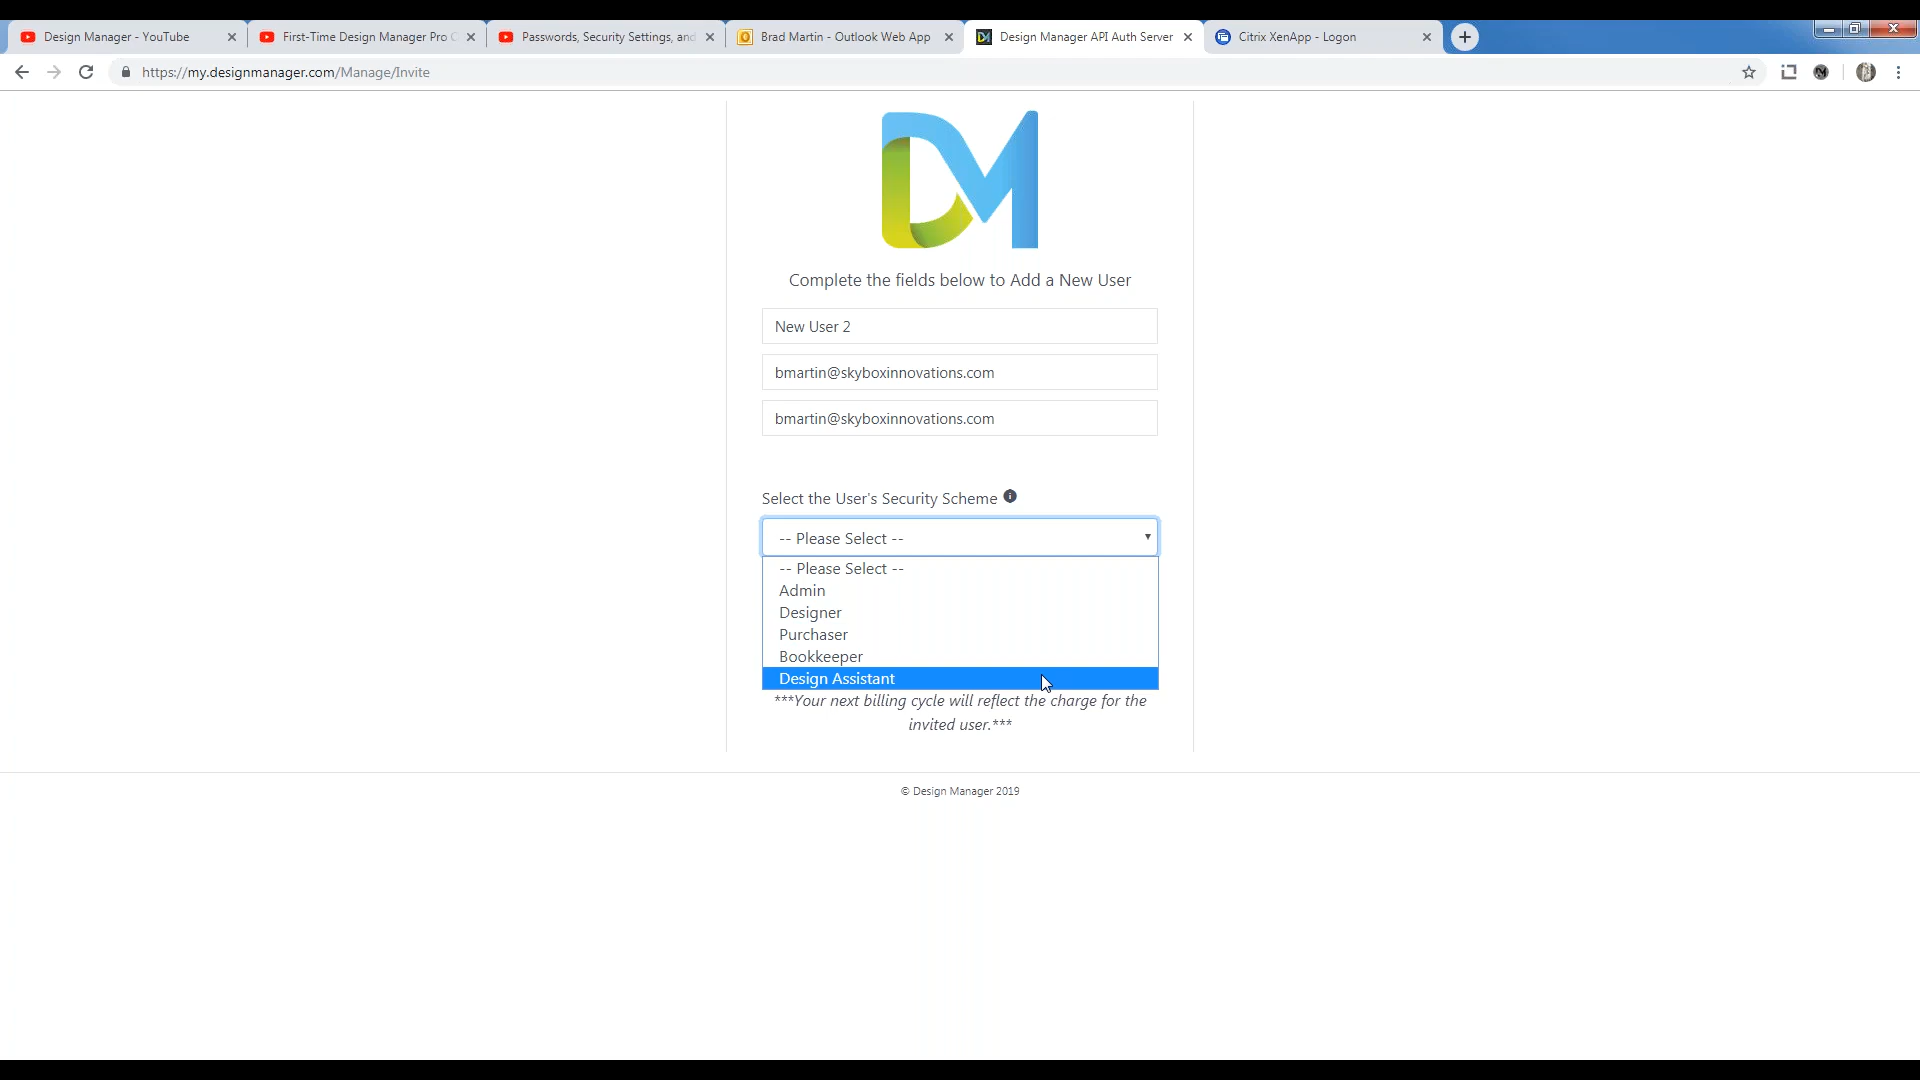 Design Manager - YouTube
First-Time Design Manager Pro C
Passwords, Security Settings, and
Brad Martin - Outlook Web App
Design Manager API Auth Server
Citrix XenApp - Logon
https://my.designmanager.com/Manage/Invite
DM
Complete the fields below to Add a New User
New User 2
bmartin@skyboxinnovations.com
bmartin@skyboxinnovations.com
Select the User's Security Scheme
-- Please Select --
-- Please Select --
Admin
Designer
Purchaser
Bookkeeper
Design Assistant
***Your next billing cycle will reflect the charge for the
invited user.***
© Design Manager 2019